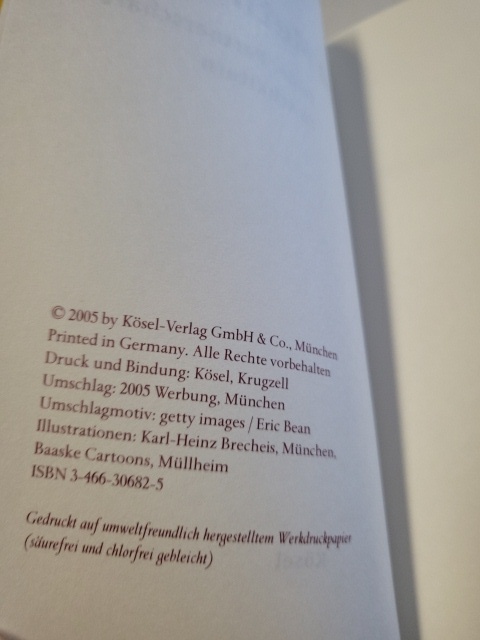 © 2005 by Kösel-Verlag GmbH & Co., München
Printed in Germany. Alle Rechte vorbehalten
Druck und Bindung: Kösel, Krugzell
Umschlag: 2005 Werbung, München
Umschlagmotiv: getty images / Eric Bean
Illustrationen: Karl-Heinz Brecheis, München,
Baaske Cartoons, Müllheim
ISBN 3-466-30682-5
Gedruckt auf umweltfreundlich hergestelltem Werkdruckpapier
(säurefrei und chlorfrei gebleicht)